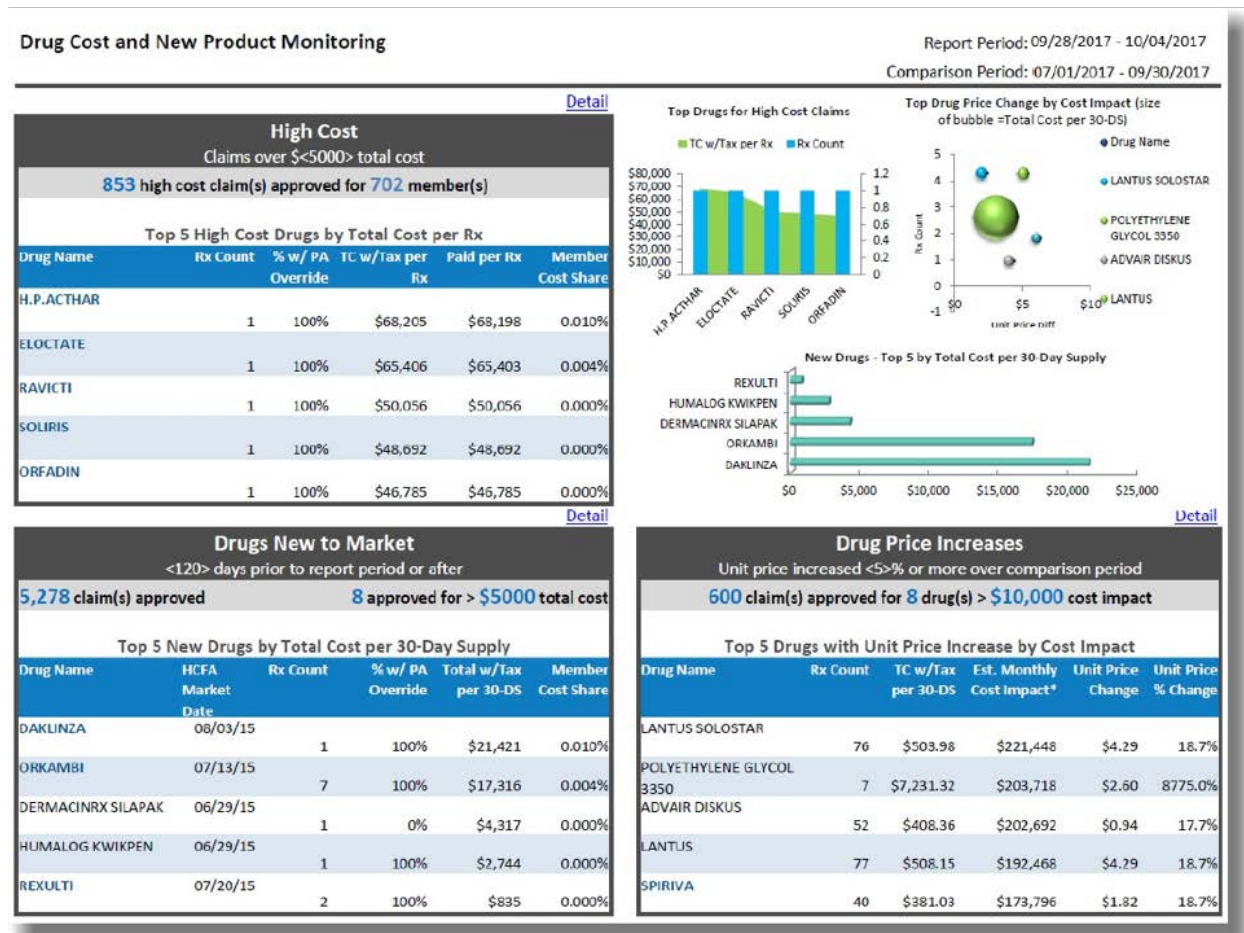 Drug Cost and New Product Monitoring
Report Period: 09/28/2017 - 10/04/2017
Comparison Period: 07/01/2017 - 09/30/2017
Detail
High Cost
Claims over $<5000> total cost
853 high cost claim(s) approved for 702 member(s)
Top 5 High Cost Drugs by Total Cost per Rx
Drug Name Rx Count % w/ PA Override TC w/Tax per Rx Paid per Rx Member Cost Share
H.P.ACTHAR
1 100% $68,205 $68,198 0.010%
ELOCTATE
1 100% $65,406 $65,403 0.004%
RAVICTI
1 100% $50,056 $50,056 0.000%
SOLIRIS
1 100% $48,692 $48,692 0.000%
ORFADIN
1 100% $46,785 $46,785 0.000%
Top Drugs for High Cost Claims
TC w/Tax per Rx Rx Count
$80,000
$70,000
$60,000
$50,000
$40,000
$30,000
$20,000
$10,000
$0
1.2
1
0.8
0.6
0.4
0.2
0
H.P.ACTHAR
ELOCTATE
RAVICTI
SOLIRIS
ORFADIN
Top Drug Price Change by Cost Impact (size
of bubble =Total Cost per 30-DS)
5
4
3
2
1
0
-1
Rx Count
$0 $5 $10
Unit Price Diff
Drug Name
LANTUS SOLOSTAR
POLYETHYLENE
GLYCOL 3350
ADVAIR DISKUS
LANTUS
New Drugs - Top 5 by Total Cost per 30-Day Supply
REXULTI
HUMALOG KWIKPEN
DERMACINRX SILAPAK
ORKAMBI
DAKLINZA
$0 $5,000 $10,000 $15,000 $20,000 $25,000
Detail
Drugs New to Market
<120> days prior to report period or after
5,278 claim(s) approved 8 approved for > $5000 total cost
Top 5 New Drugs by Total Cost per 30-Day Supply
Drug Name HCFA Market Date Rx Count % w/ PA Override Total w/Tax per 30-DS Member Cost Share
DAKLINZA 08/03/15
1 100% $21,421 0.010%
ORKAMBI 07/13/15
7 100% $17,316 0.004%
DERMACINRX SILAPAK 06/29/15
1 0% $4,317 0.000%
HUMALOG KWIKPEN 06/29/15
1 100% $2,744 0.000%
REXULTI 07/20/15
2 100% $835 0.000%
Detail
Drug Price Increases
Unit price increased <5>% or more over comparison period
600 claim(s) approved for 8 drug(s) > $10,000 cost impact
Top 5 Drugs with Unit Price Increase by Cost Impact
Drug Name Rx Count TC w/Tax per 30-DS Est. Monthly Cost Impact* Unit Price Change Unit Price % Change
LANTUS SOLOSTAR
76 $503.98 $221,448 $4.29 18.7%
POLYETHYLENE GLYCOL
3350 7 $7,231.32 $203,718 $2.60 8775.0%
ADVAIR DISKUS
52 $408.36 $202,692 $0.94 17.7%
LANTUS
77 $508.15 $192,468 $4.29 18.7%
SPIRIVA
40 $381.03 $173,796 $1.82 18.7%